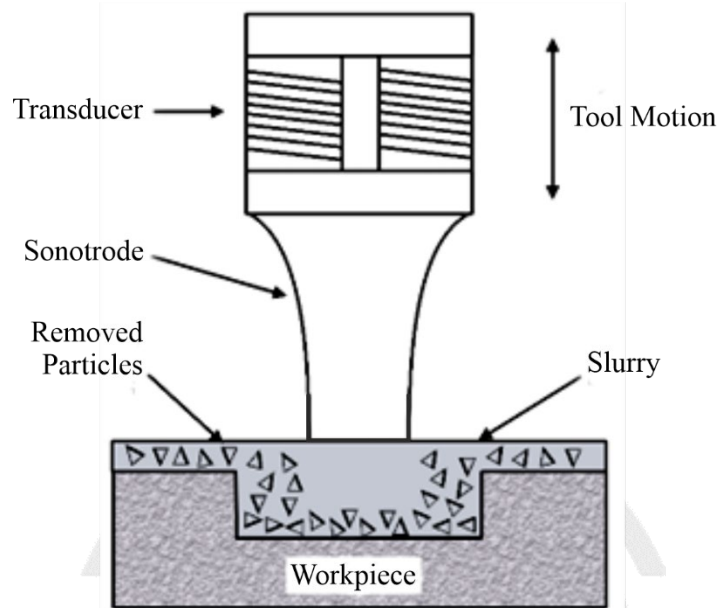 Transducer
Tool Motion
Sonotrode
Removed
Particles
Slurry
Workpiece